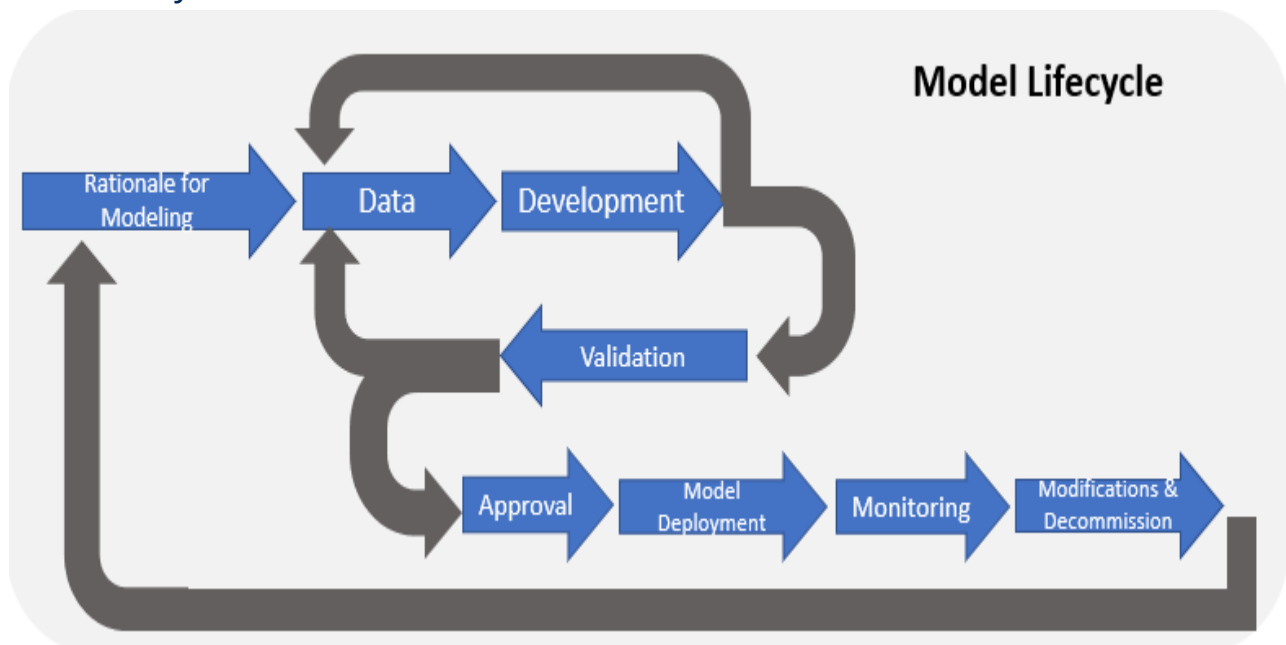 Model Lifecycle
Rationale for
Modeling
Data
Development
Validation
Approval
Model
Deployment
Monitoring
Modifications &
Decommission